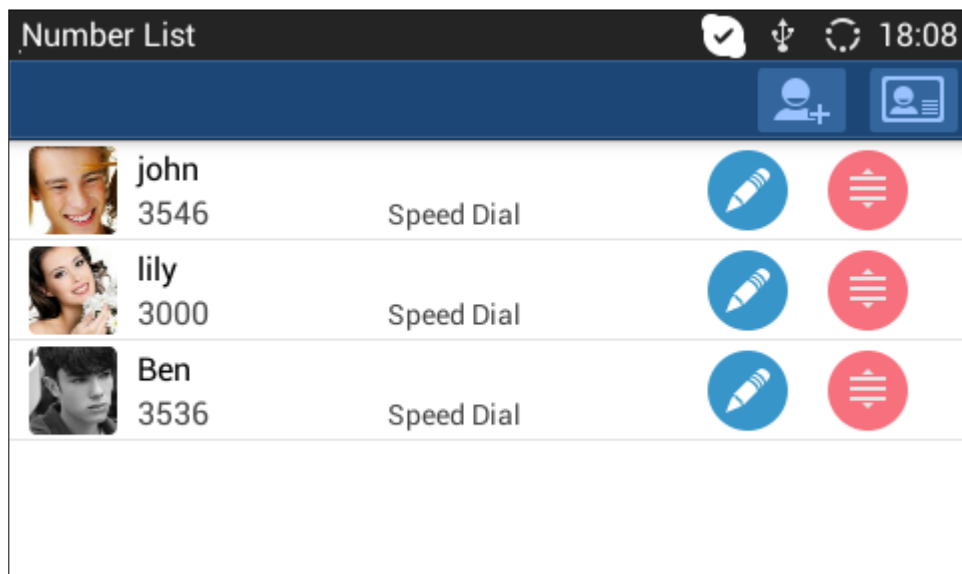 Number List 18:08
john
3546 Speed Dial
lily
3000 Speed Dial
Ben
3536 Speed Dial